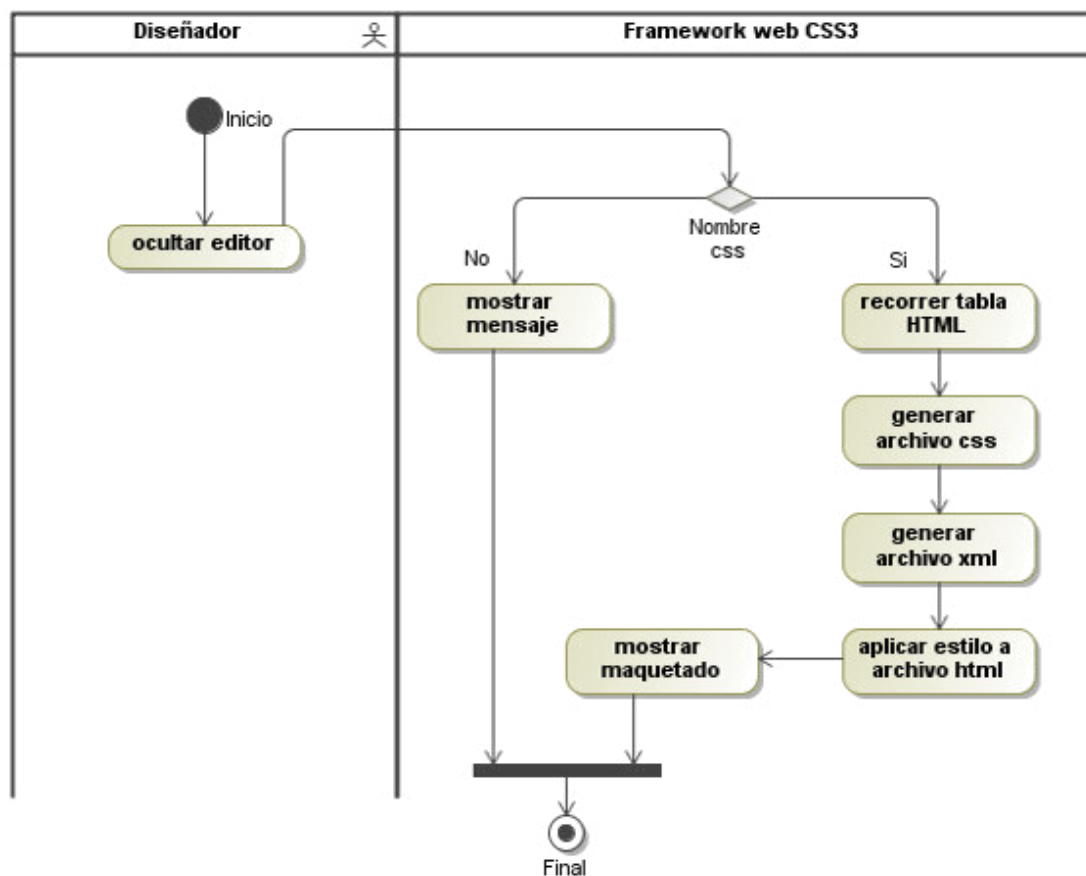 Diseñador
Framework web CSS3
Inicio
ocultar editor
Nombre
css
No
Si
mostrar
mensaje
recorrer tabla
HTML
generar
archivo css
generar
archivo xml
aplicar estilo a
archivo html
mostrar
maquetado
Final